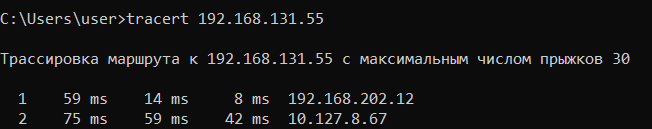 C:\Users\user>tracert 192.168.131.55
Трассировка маршрута к 192.168.131.55 с максимальным числом прыжков 30
1 59 ms 14 ms 8 ms 192.168.202.12
2 75 ms 59 ms 42 ms 10.127.8.67